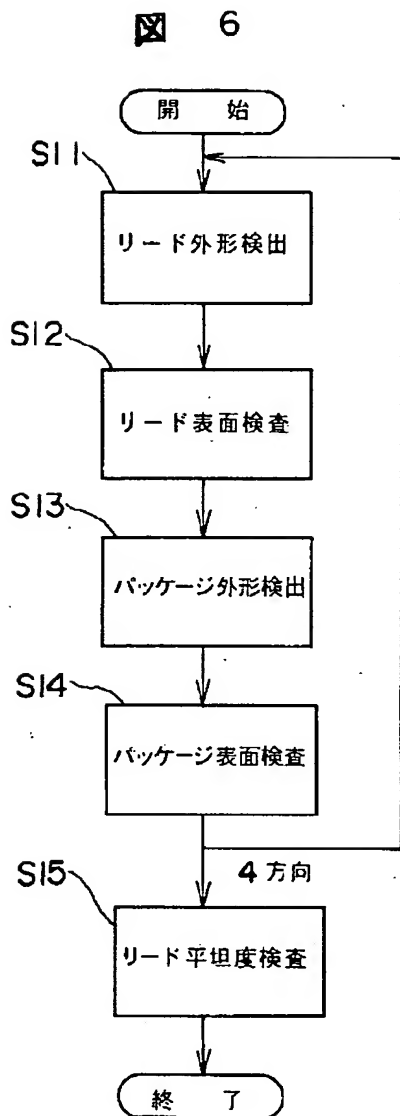 図 6
開 始
S11
リード外形検出
S12
リード表面検査
S13
パッケージ外形検出
S14
パッケージ表面検査
4方向
S15
リード平坦度検査
終 了